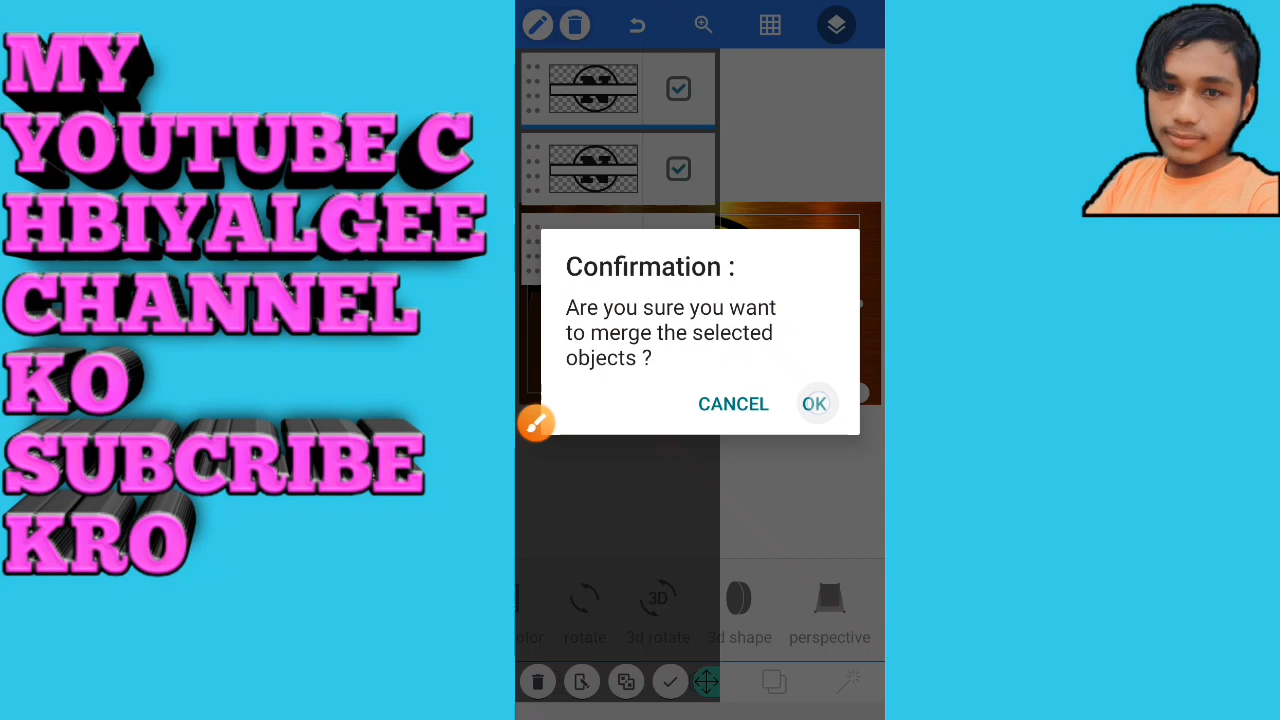 MY
YOUTUBE C
HBIYALGEE
CHANNEL
KO
SUBCRIBE
KRO
N
N
Confirmation :
Are you sure you want
to merge the selected
objects ?
CANCEL OK
olor rotate 3D 3d rotate 3d shape perspective